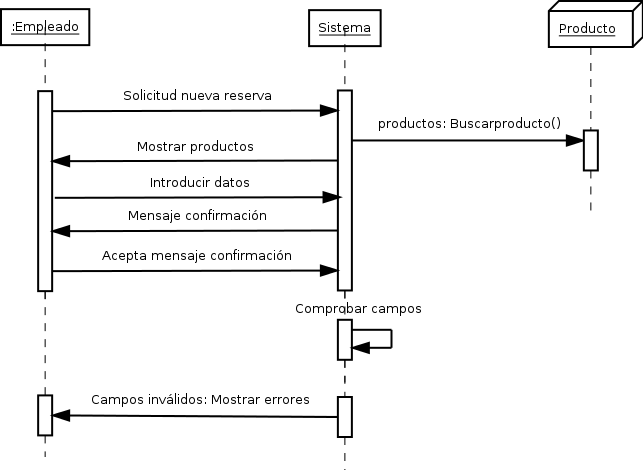 :Empleado
Sistema
Producto
Solicitud nueva reserva
productos: Buscarproducto()
Mostrar productos
Introducir datos
Mensaje confirmación
Acepta mensaje confirmación
Comprobar campos
Campos inválidos: Mostrar errores